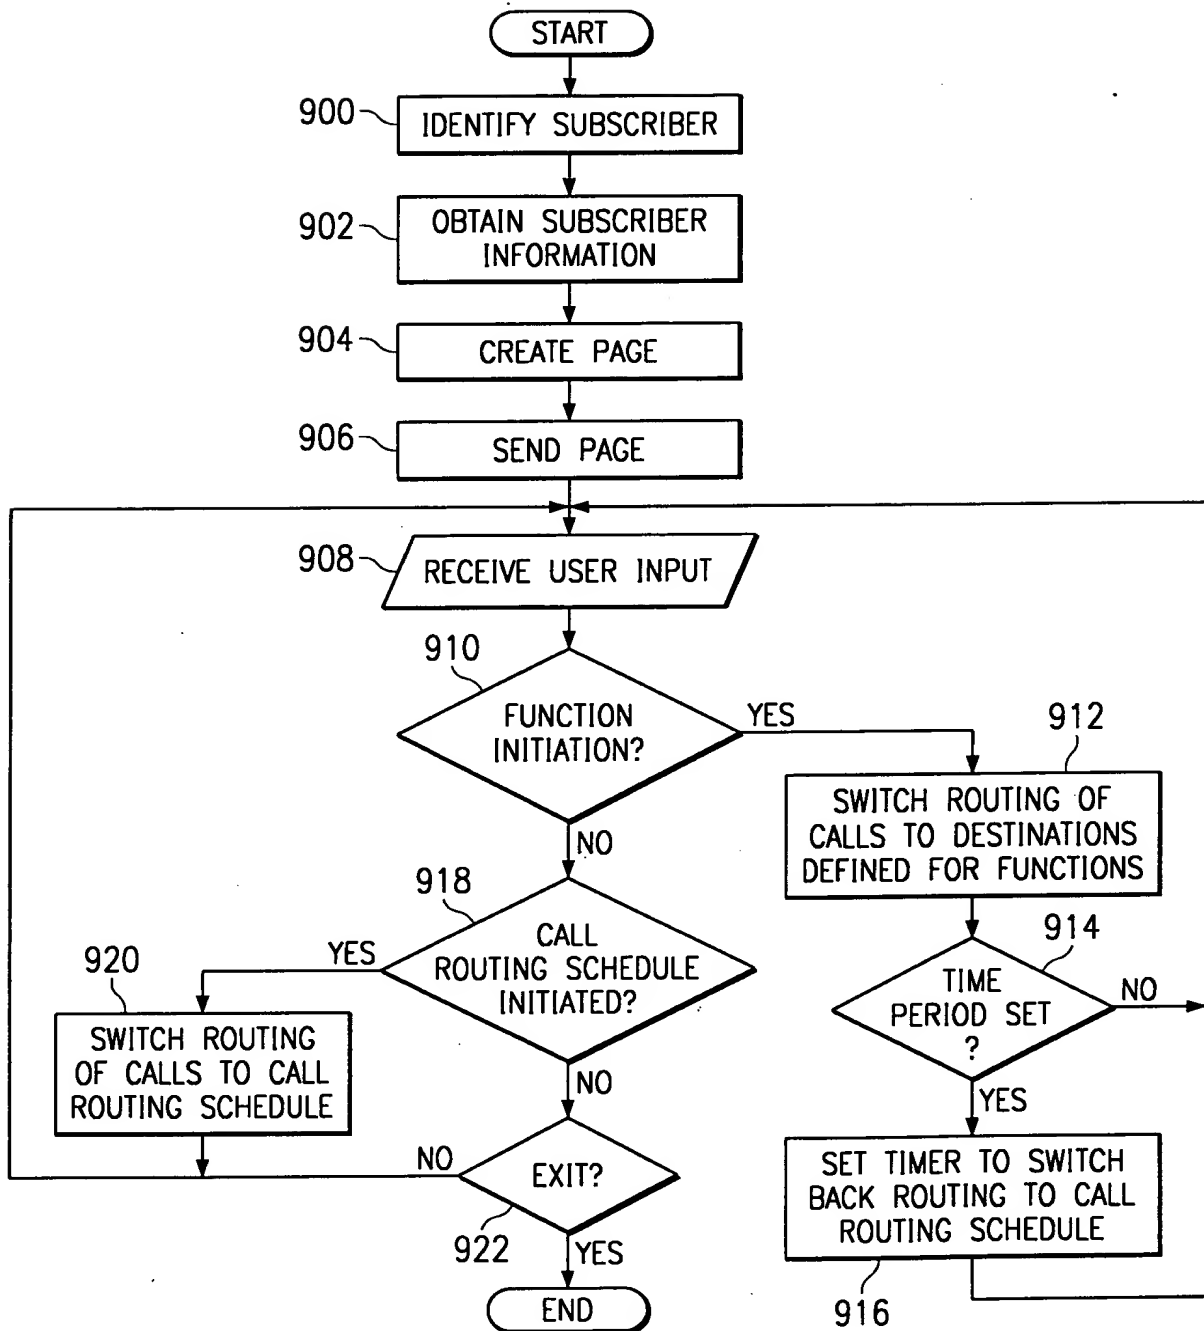 START
900
IDENTIFY SUBSCRIBER
902
OBTAIN SUBSCRIBER
INFORMATION
904
CREATE PAGE
906
SEND PAGE
908
RECEIVE USER INPUT
910
FUNCTION
INITIATION?
YES
NO
912
SWITCH ROUTING OF
CALLS TO DESTINATIONS
DEFINED FOR FUNCTIONS
914
TIME
PERIOD SET
?
NO
YES
SET TIMER TO SWITCH
BACK ROUTING TO CALL
ROUTING SCHEDULE
916
918
CALL
ROUTING SCHEDULE
INITIATED?
YES
NO
920
SWITCH ROUTING
OF CALLS TO CALL
ROUTING SCHEDULE
EXIT?
NO
922
YES
END